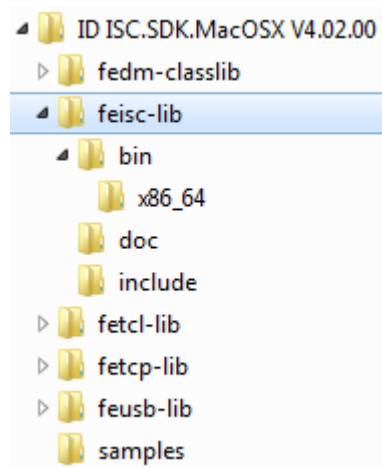 ID ISC.SDK.MacOSX V4.02.00
fedm-classlib
feisc-lib
bin
x86_64
doc
include
fetcl-lib
fetcp-lib
feusb-lib
samples